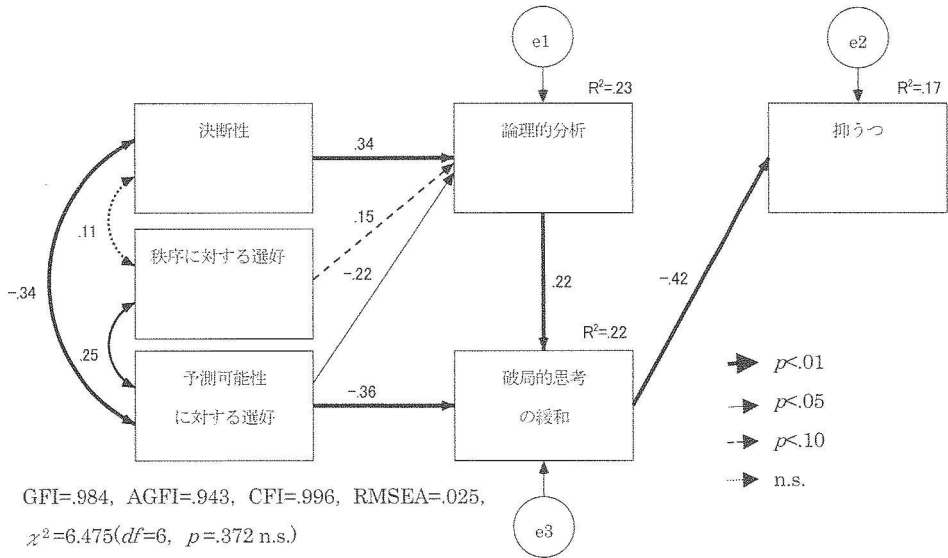 e1
e2
R²=.23
R²=.17
決断性
.34
論理的分析
抑うつ
.15
.11
秩序に対する選好
-.22
.22
-.42
-.34
R²=.22
.25
予測可能性
に対する選好
-.36
破局的思考
の緩和
p<.01
p<.05
p<.10
n.s.
GFI=.984, AGFI=.943, CFI=.996, RMSEA=.025,
χ²=6.475(df=6, p=.372 n.s.)
e3